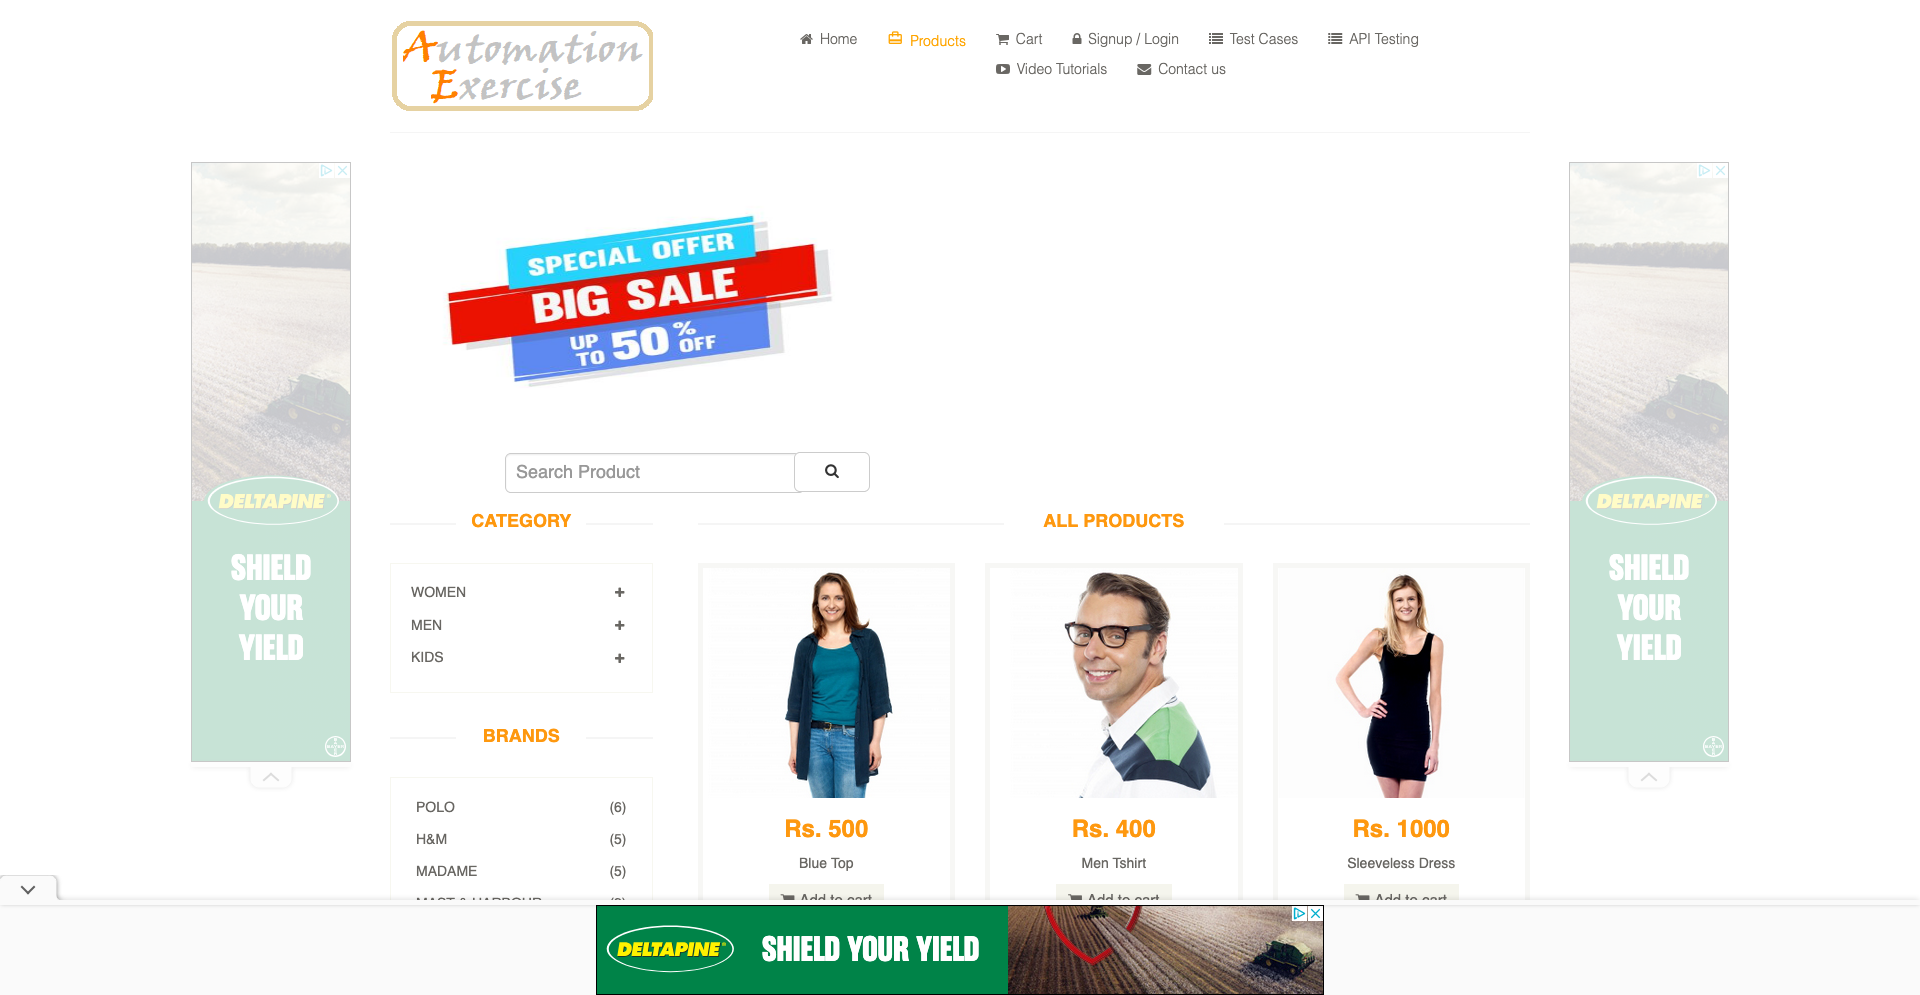 Automation
Exercise
Home
Products
Cart
Signup / Login
Test Cases
API Testing
Video Tutorials
Contact us
SPECIAL OFFER
BIG SALE
UP TO 50% OFF
Search Product
CATEGORY
WOMEN
MEN
KIDS
BRANDS
POLO (6)
H&M (5)
MADAME (5)
ALL PRODUCTS
Rs. 500
Blue Top
Add to cart
Rs. 400
Men Tshirt
Add to cart
Rs. 1000
Sleeveless Dress
Add to cart
DELTAPINE
SHIELD
YOUR
YIELD
DELTAPINE
SHIELD
YOUR
YIELD
DELTAPINE
SHIELD YOUR YIELD